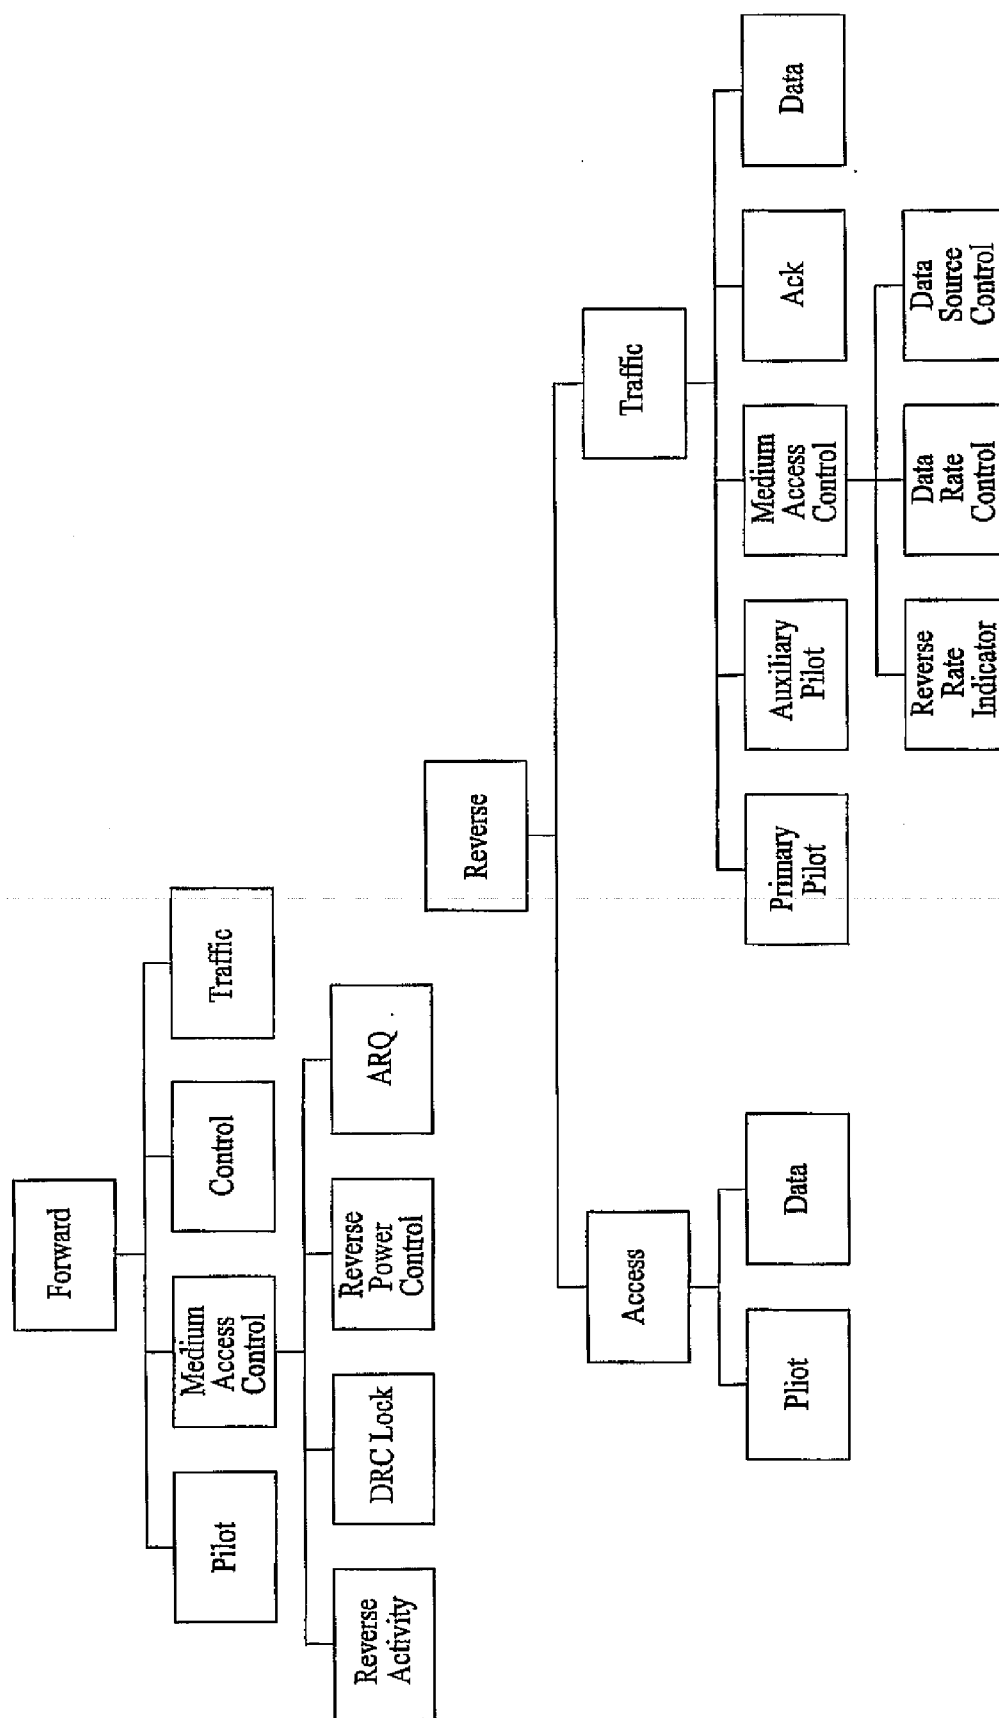 Forward
Pilot
Medium
Access
Control
Control
Traffic
Reverse
Activity
DRC Lock
Reverse
Power
Control
ARQ
Reverse
Access
Traffic
Pliot
Data
Primary
Pilot
Auxiliary
Pilot
Medium
Access
Control
Ack
Data
Reverse
Rate
Indicator
Data
Rate
Control
Data
Source
Control